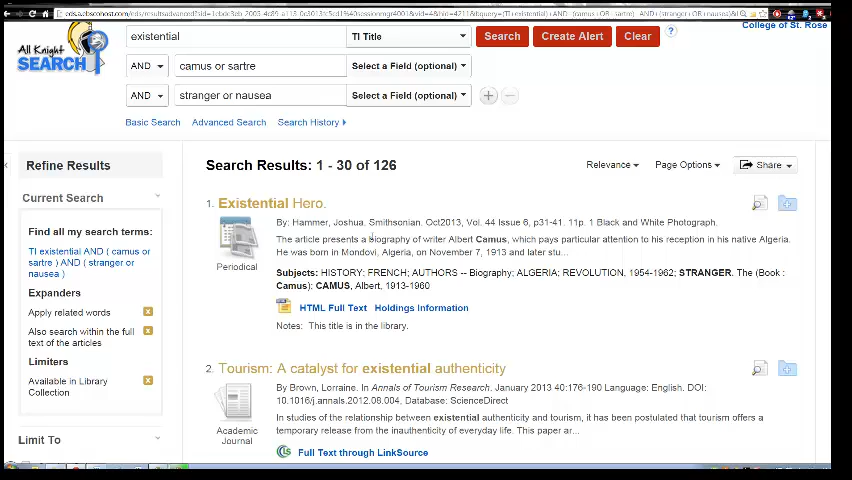 existential
TI Title
Search
Create Alert
Clear
?
College of St. Rose
All Knight
SEARCH
AND
camus or sartre
Select a Field (optional)
AND
stranger or nausea
Select a Field (optional)
Basic Search
Advanced Search
Search History
Refine Results
Search Results: 1 - 30 of 126
Relevance
Page Options
Share
Current Search
Find all my search terms:
TI existential AND ( camus or
sartre ) AND ( stranger or
nausea )
Expanders
Apply related words
Also search within the full
text of the articles
Limiters
Available in Library
Collection
Limit To
1. Existential Hero.
By: Hammer, Joshua. Smithsonian. Oct2013, Vol. 44 Issue 6, p31-41. 11p. 1 Black and White Photograph.
The article presents a biography of writer Albert Camus, which pays particular attention to his reception in his native Algeria.
He was born in Mondovi, Algeria, on November 7, 1913 and later stu...
Periodical
Subjects: HISTORY: FRENCH; AUTHORS -- Biography; ALGERIA; REVOLUTION. 1954-1962; STRANGER. The (Book :
Camus); CAMUS, Albert, 1913-1960
HTML Full Text
Holdings Information
Notes: This title is in the library.
2. Tourism: A catalyst for existential authenticity
By Brown, Lorraine. In Annals of Tourism Research. January 2013 40:176-190 Language: English. DOI:
10.1016/j.annals.2012.08.004, Database: ScienceDirect
In studies of the relationship between existential authenticity and tourism, it has been postulated that tourism offers a
temporary release from the inauthenticity of everyday life. This paper ar...
Academic
Journal
Full Text through LinkSource